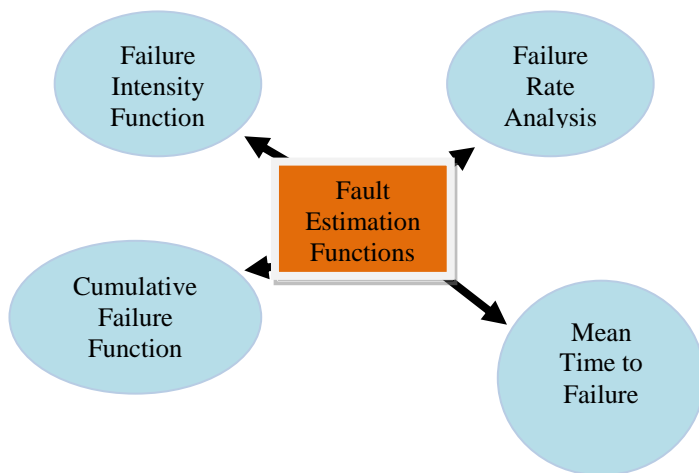 Failure
Intensity
Function
Failure
Rate
Analysis
Fault
Estimation
Functions
Cumulative
Failure
Function
Mean
Time to
Failure